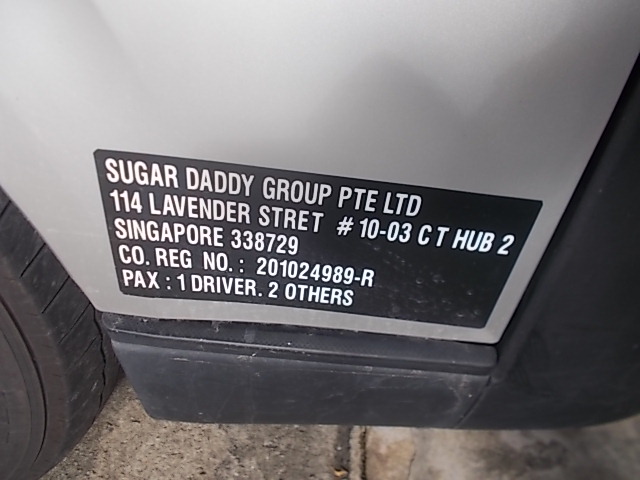 SUGAR DADDY GROUP PTE LTD
114 LAVENDER STRET # 10-03 C T HUB 2
SINGAPORE 338729
CO. REG NO. : 201024989-R
PAX : 1 DRIVER. 2 OTHERS